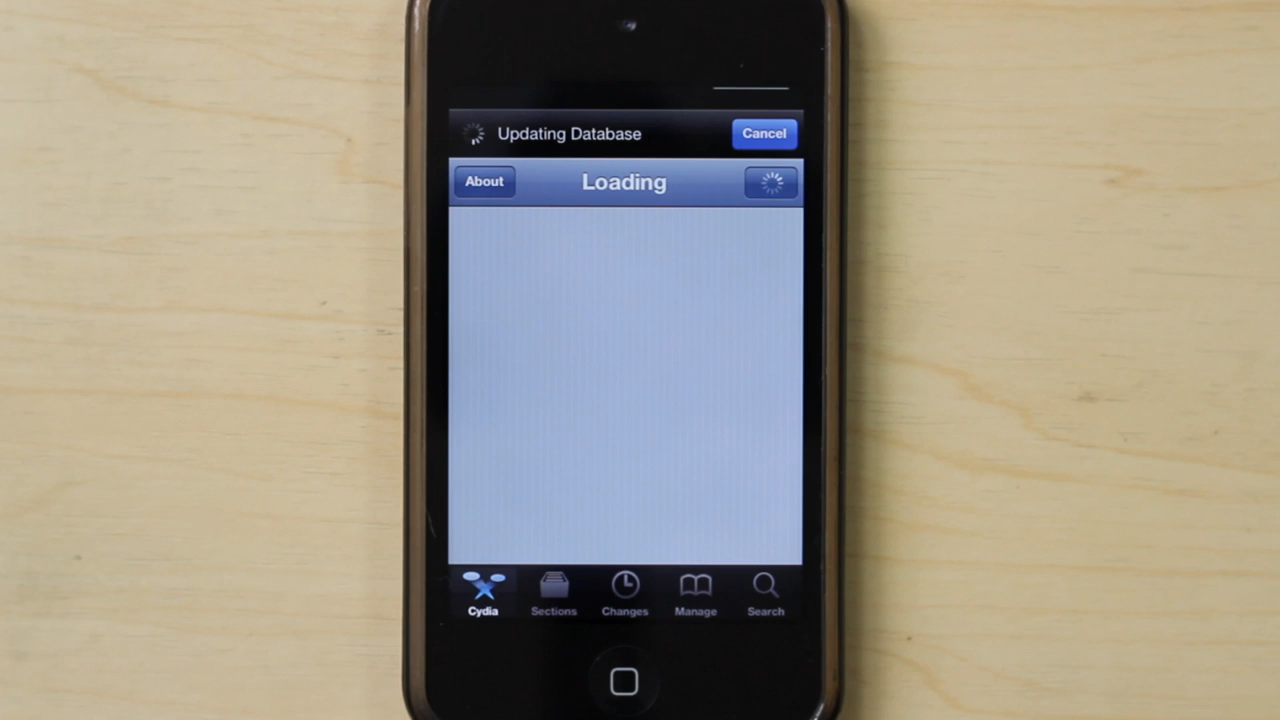 Updating Database
Cancel
About
Loading
Cydia
Sections
Changes
Manage
Search